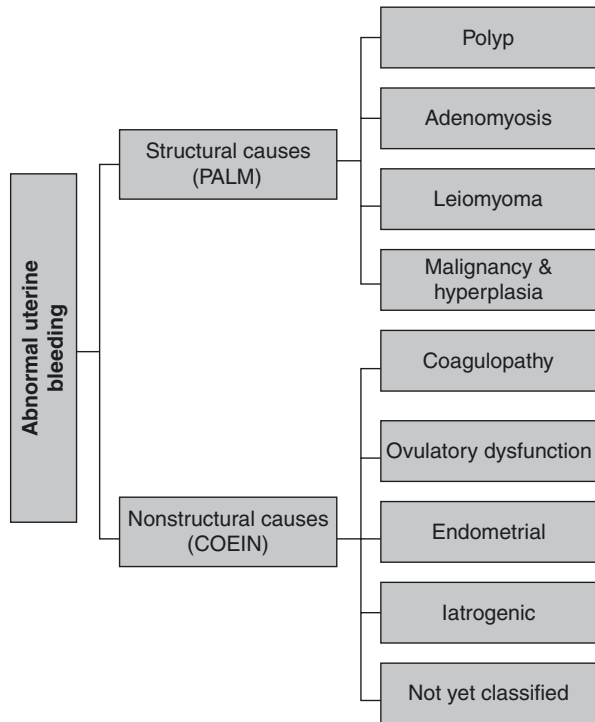 Abnormal uterine
bleeding
Structural causes
(PALM)
Polyp
Adenomyosis
Leiomyoma
Malignancy &
hyperplasia
Nonstructural causes
(COEIN)
Coagulopathy
Ovulatory dysfunction
Endometrial
Iatrogenic
Not yet classified